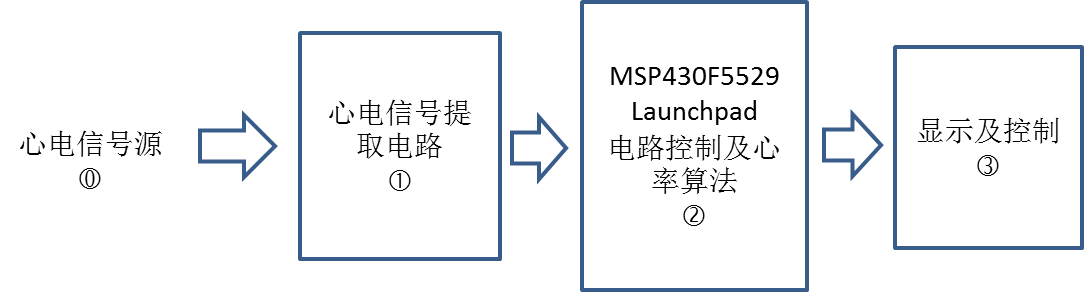 心电信号源
⓪
心电信号提
取电路
①
MSP430F5529
Launchpad
电路控制及心
率算法
②
显示及控制
③